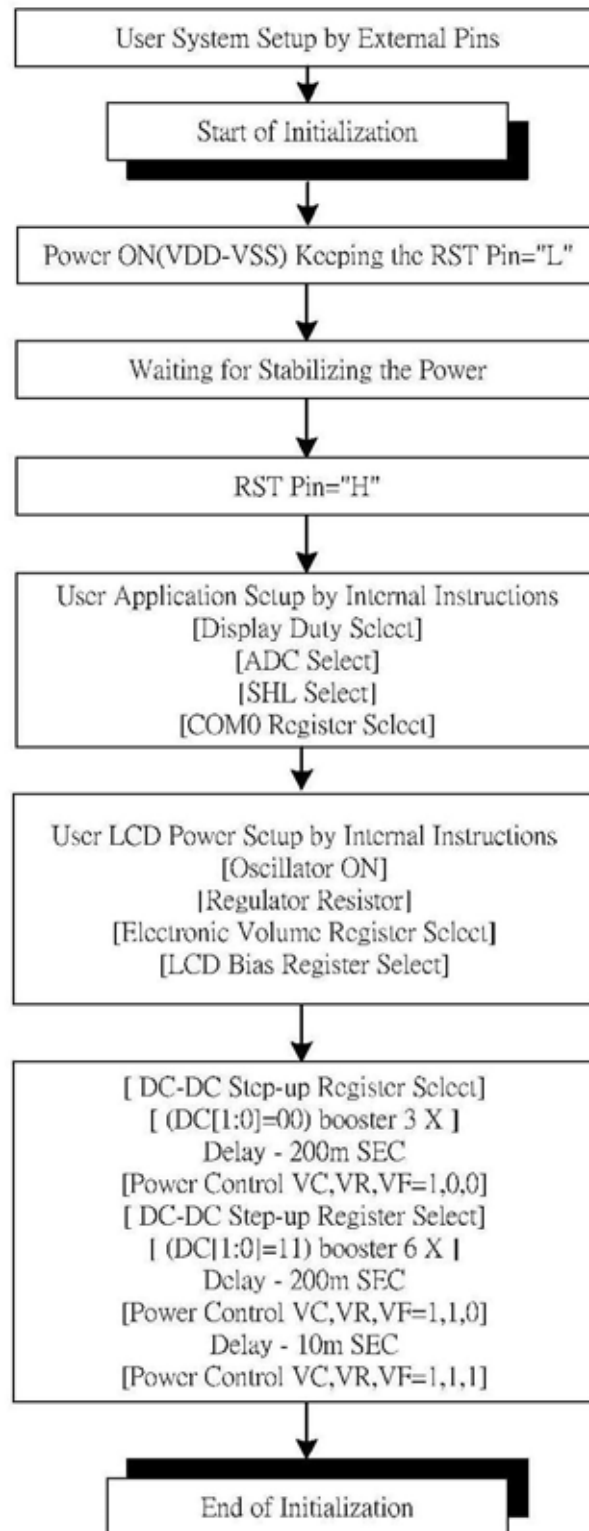 User System Setup by External Pins
Start of Initialization
Power ON(VDD-VSS) Keeping the RST Pin="L"
Waiting for Stabilizing the Power
RST Pin="H"
User Application Setup by Internal Instructions
[Display Duty Select]
[ADC Select]
[SHL Select]
[COM0 Register Select]
User LCD Power Setup by Internal Instructions
[Oscillator ON]
[Regulator Resistor]
[Electronic Volume Register Select]
[LCD Bias Register Select]
[ DC-DC Step-up Register Select]
[ (DC[1:0]=00) booster 3 X ]
Delay - 200m SEC
[Power Control VC,VR,VF=1,0,0]
[ DC-DC Step-up Register Select]
[ (DC[1:0]=11) booster 6 X ]
Delay - 200m SEC
[Power Control VC,VR,VF=1,1,0]
Delay - 10m SEC
[Power Control VC,VR,VF=1,1,1]
End of Initialization